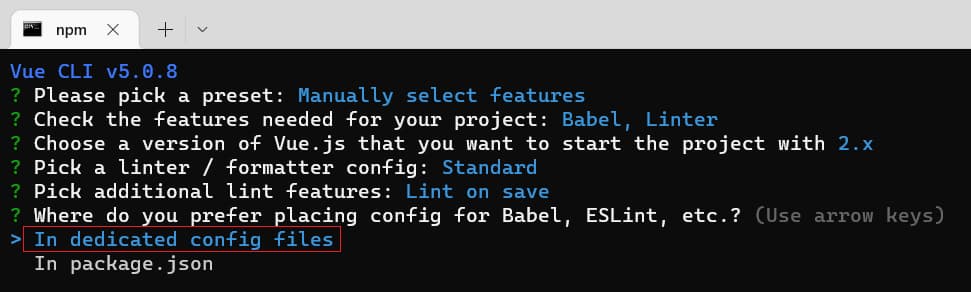 npm
Vue CLI v5.0.8
? Please pick a preset: Manually select features
? Check the features needed for your project: Babel, Linter
? Choose a version of Vue.js that you want to start the project with 2.x
? Pick a linter / formatter config: Standard
? Pick additional lint features: Lint on save
? Where do you prefer placing config for Babel, ESLint, etc.? (Use arrow keys)
> In dedicated config files
In package.json